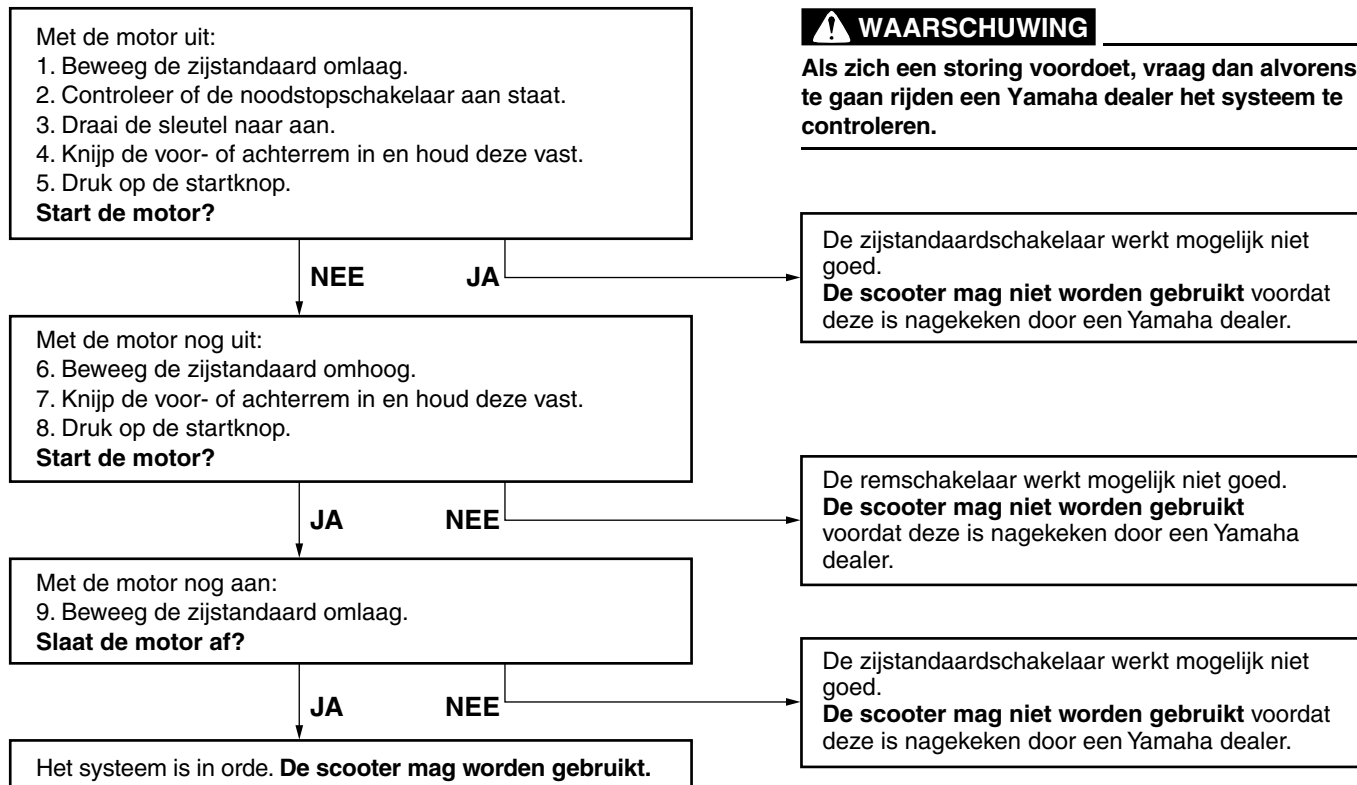 Met de motor uit:
1. Beweeg de zijstandaard omlaag.
2. Controleer of de noodstopschakelaar aan staat.
3. Draai de sleutel naar aan.
4. Knijp de voor- of achterrem in en houd deze vast.
5. Druk op de startknop.
Start de motor?
WAARSCHUWING
Als zich een storing voordoet, vraag dan alvorens
te gaan rijden een Yamaha dealer het systeem te
controleren.
NEE JA
De zijstandaardschakelaar werkt mogelijk niet
goed.
De scooter mag niet worden gebruikt voordat
deze is nagekeken door een Yamaha dealer.
Met de motor nog uit:
6. Beweeg de zijstandaard omhoog.
7. Knijp de voor- of achterrem in en houd deze vast.
8. Druk op de startknop.
Start de motor?
JA NEE
De remschakelaar werkt mogelijk niet goed.
De scooter mag niet worden gebruikt
voordat deze is nagekeken door een Yamaha
dealer.
Met de motor nog aan:
9. Beweeg de zijstandaard omlaag.
Slaat de motor af?
JA NEE
De zijstandaardschakelaar werkt mogelijk niet
goed.
De scooter mag niet worden gebruikt voordat
deze is nagekeken door een Yamaha dealer.
Het systeem is in orde. De scooter mag worden gebruikt.